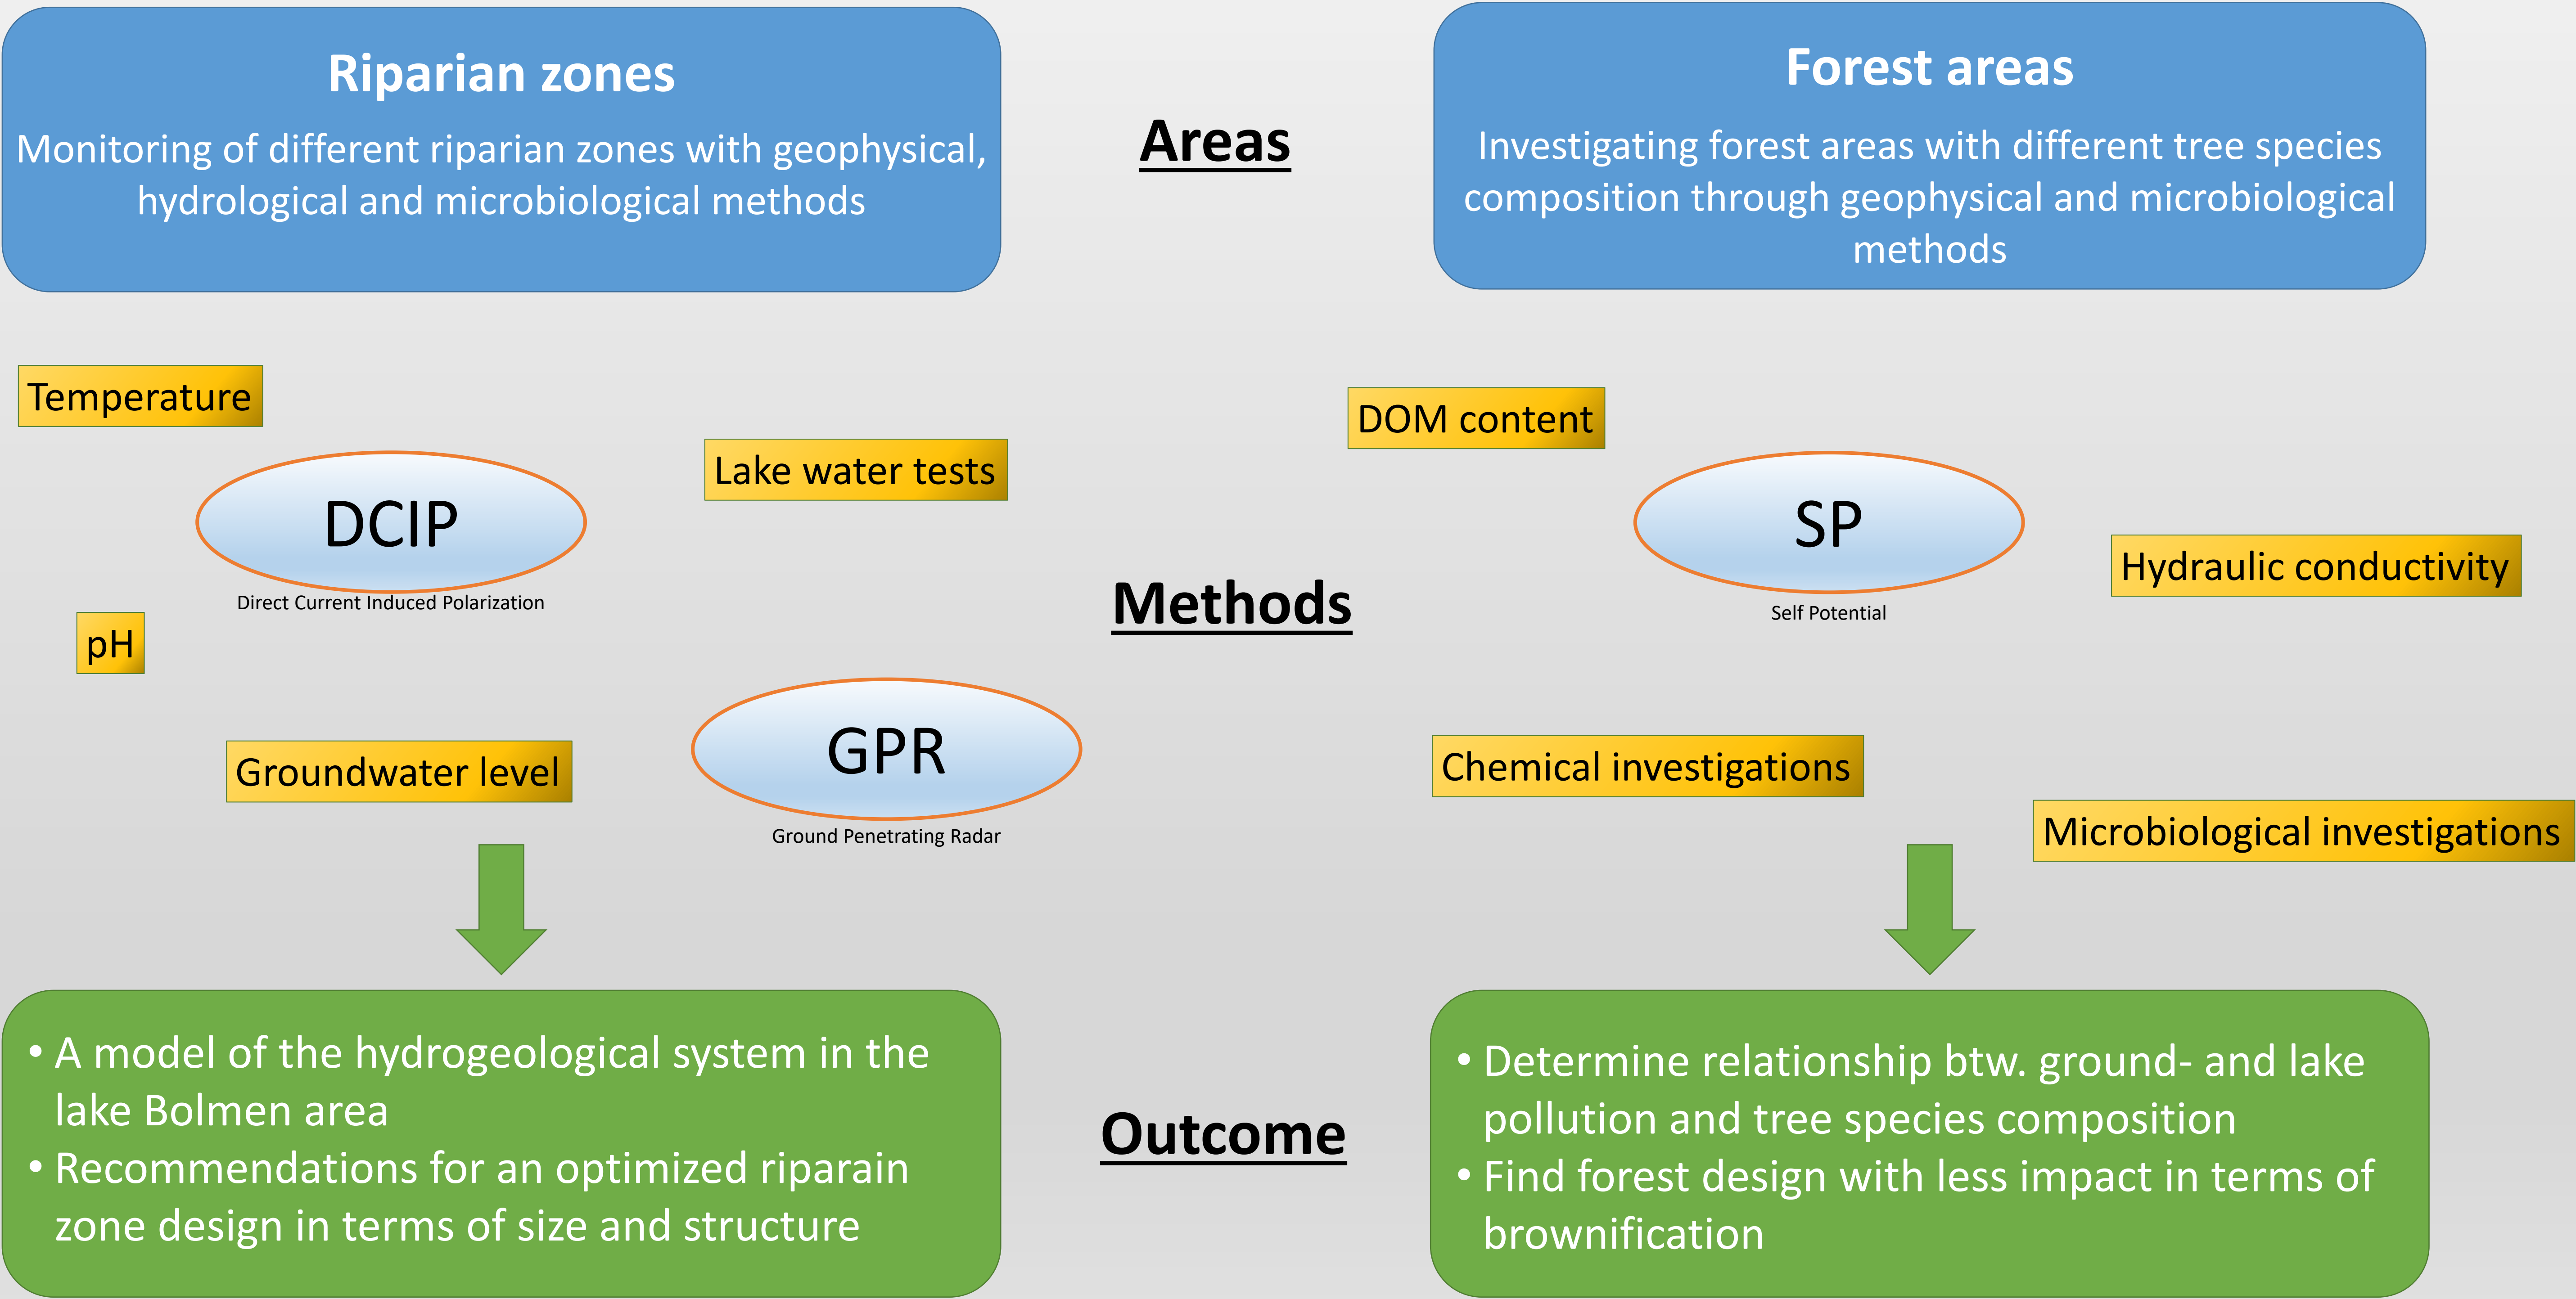 Riparian zones
Monitoring of different riparian zones with geophysical,
hydrological and microbiological methods
Areas
Forest areas
Investigating forest areas with different tree species
composition through geophysical and microbiological
methods
Temperature
DCIP
Direct Current Induced Polarization
Lake water tests
pH
Groundwater level
GPR
Ground Penetrating Radar
Methods
DOM content
SP
Self Potential
Hydraulic conductivity
Chemical investigations
Microbiological investigations
• A model of the hydrogeological system in the
lake Bolmen area
• Recommendations for an optimized riparain
zone design in terms of size and structure
Outcome
• Determine relationship btw. ground- and lake
pollution and tree species composition
• Find forest design with less impact in terms of
brownification